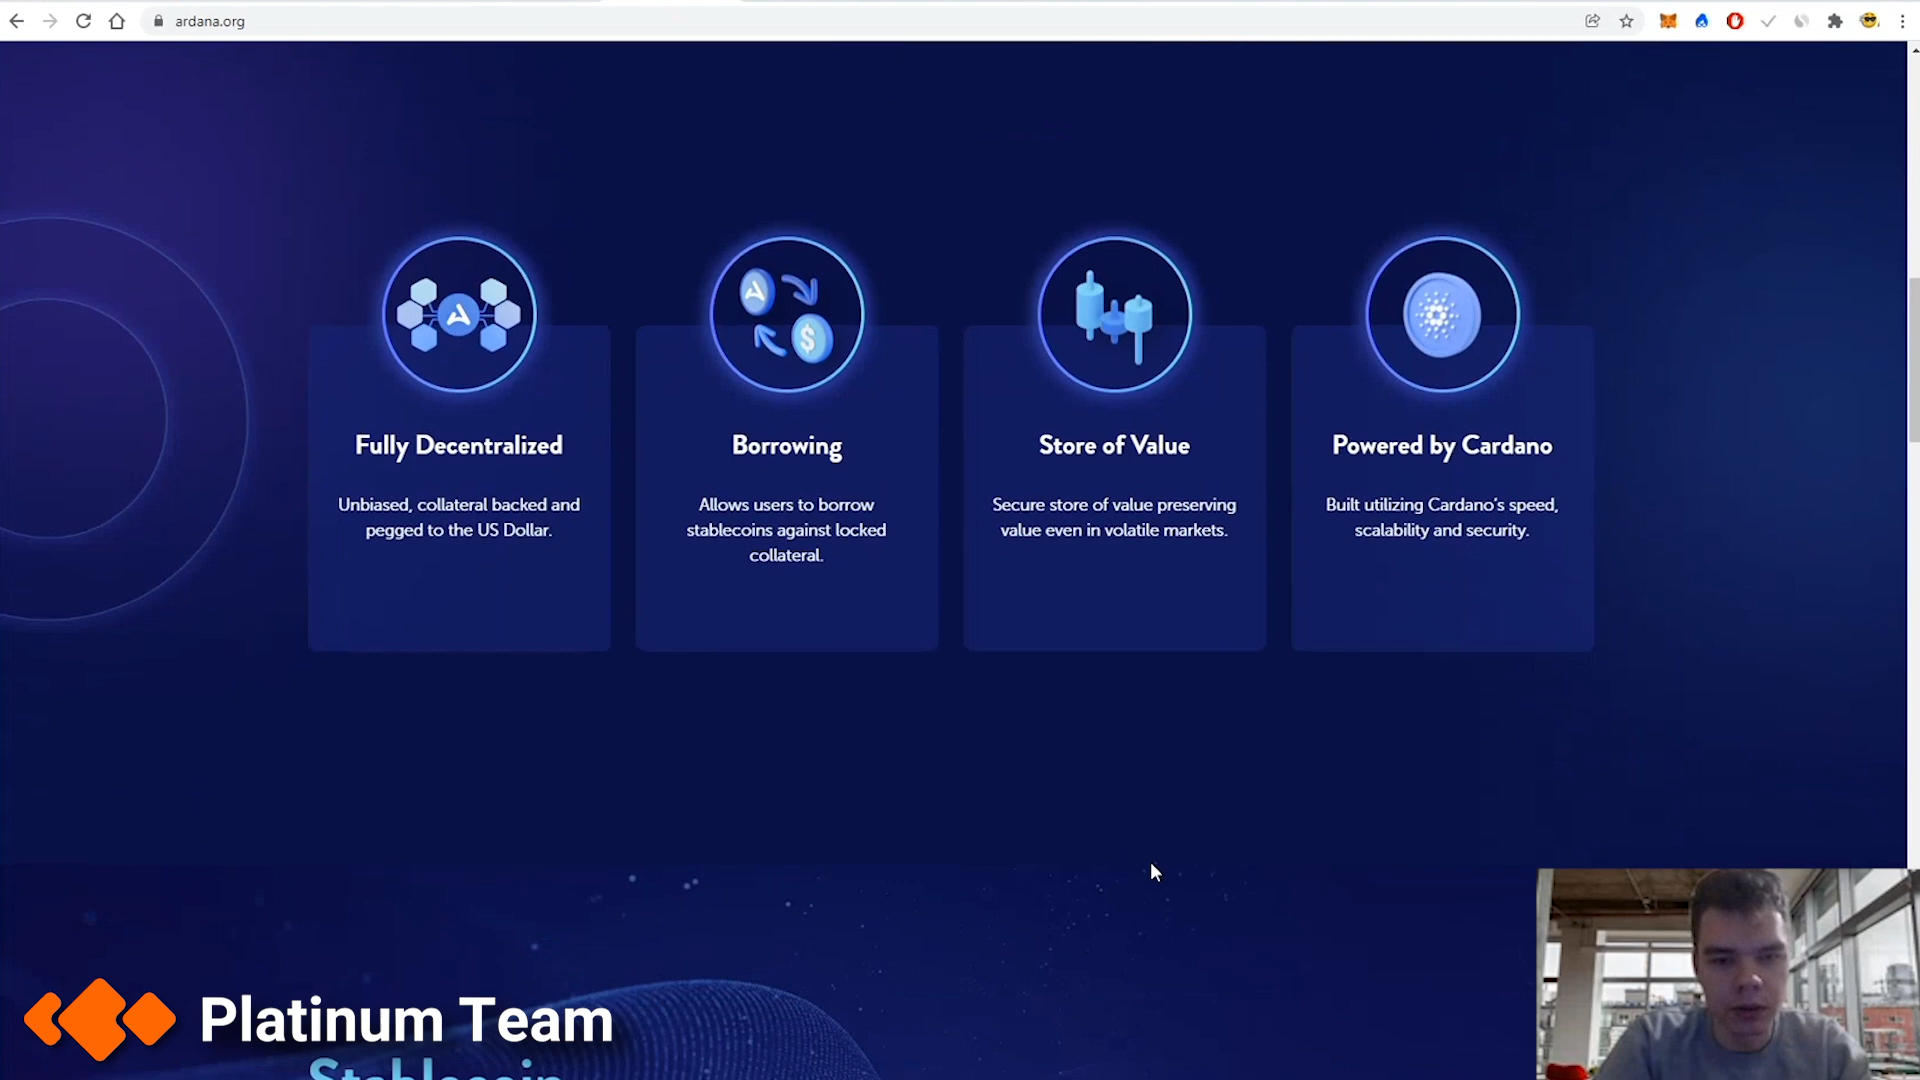 ardana.org
Fully Decentralized
Unbiased, collateral backed and
pegged to the US Dollar.
Borrowing
Allows users to borrow
stablecoins against locked
collateral.
Store of Value
Secure store of value preserving
value even in volatile markets.
Powered by Cardano
Built utilizing Cardano's speed,
scalability and security.
Platinum Team
Stablecoin